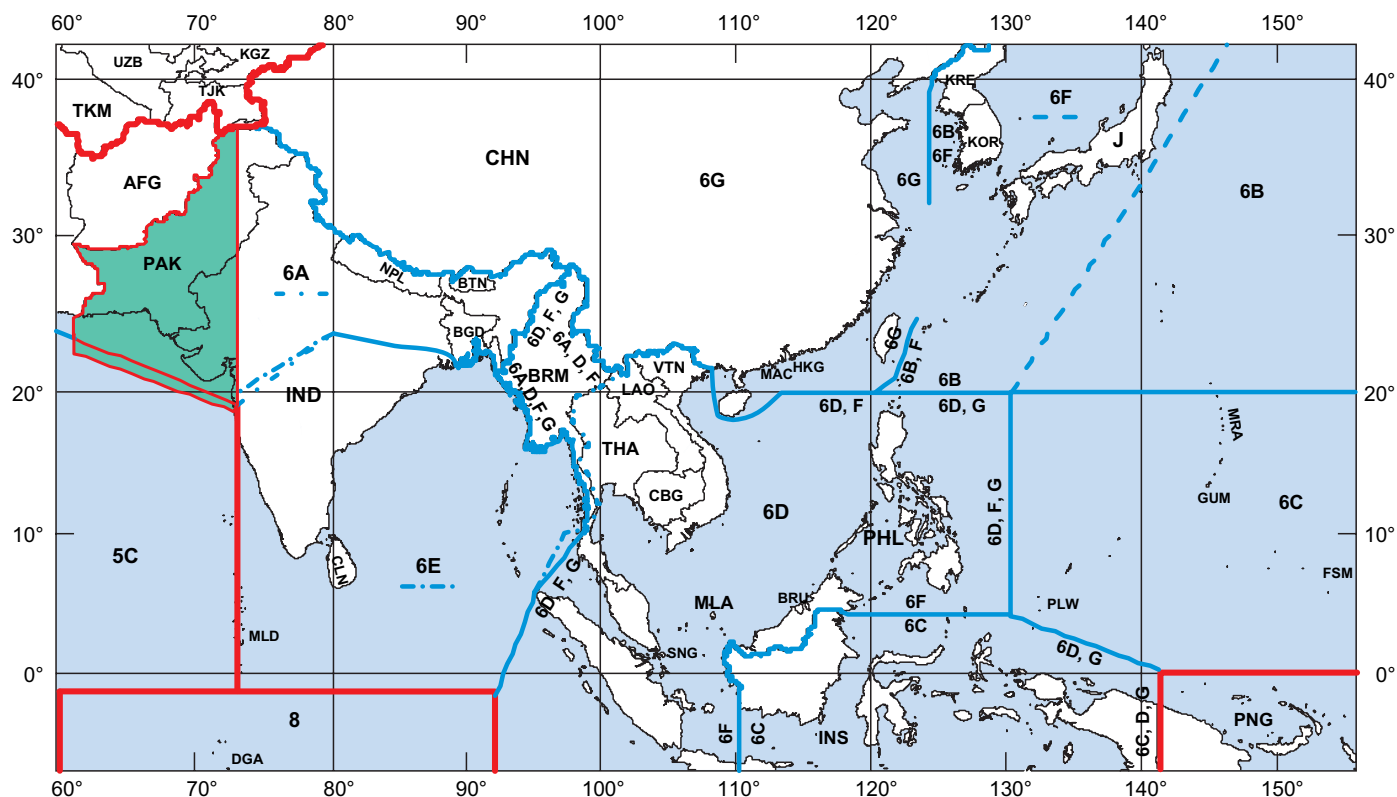 60° 70° 80° 90° 100° 110° 120° 130° 140° 150°
UZB
KGZ
40°
40°
TJK
KRE
TKM
6F
6B
KOR
J
CHN
6F
AFG
6G
6G
6B
30°
30°
PAK
6A
NPL
BTN
6D, F, G
BGD
6A, D, F
6G
6B, F
VTN
MAC
HKG
BRM
6A,D,F,G
IND
LAO
6B
20°
20°
6D, F
6D, G
MRA
THA
CBG
6D
6D, F, G
GUM
6C
PHL
10°
10°
5C
CLN
6E
6D, F, G
FSM
MLA
BRU
6F
PLW
6C
MLD
SNG
6D, G
0°
0°
8
6F
6C
INS
6C, D, G
PNG
DGA
60° 70° 80° 90° 100° 110° 120° 130° 140° 150°